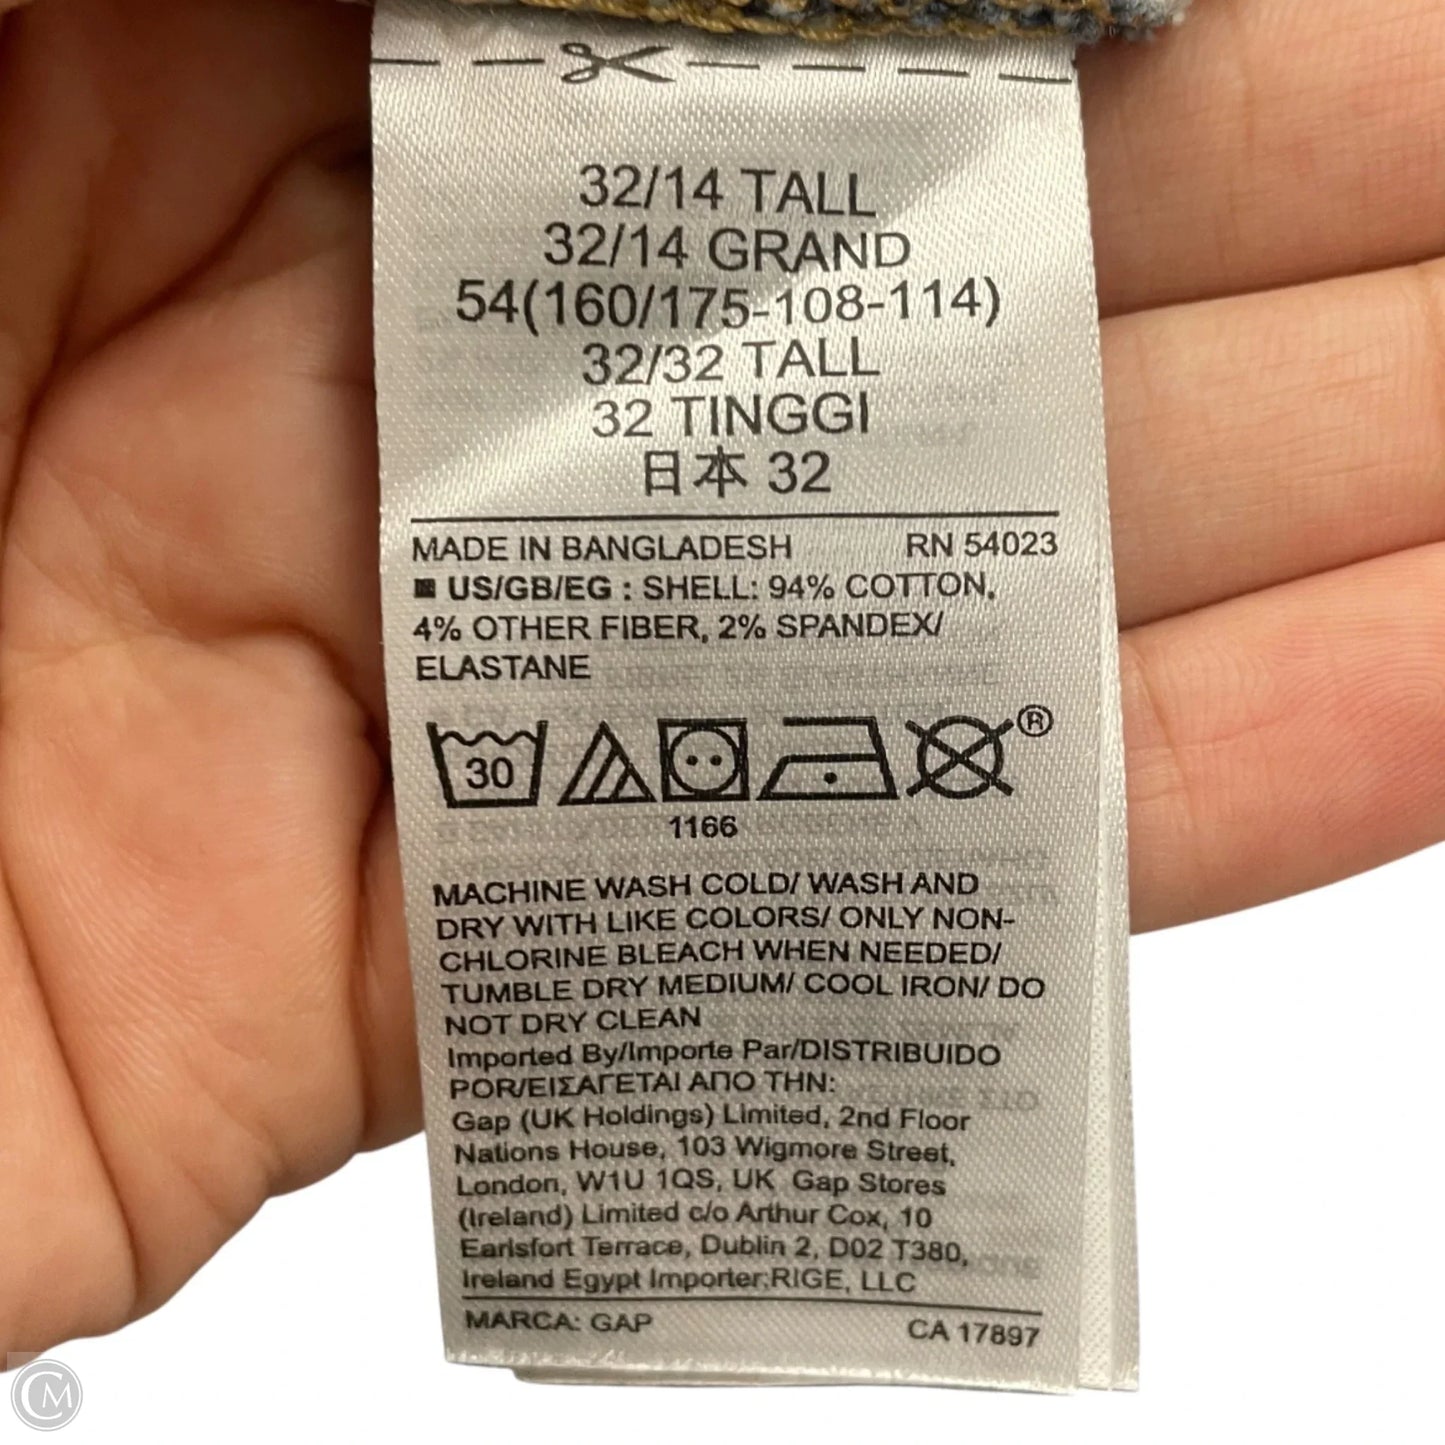 32/14 TALL
32/14 GRAND
54(160/175-108-114)
32/32 TALL
32 TINGGI
日本 32
MADE IN BANGLADESH RN 54023
■ US/GB/EG : SHELL: 94% COTTON,
4% OTHER FIBER, 2% SPANDEX/
ELASTANE
30 ®
1166
MACHINE WASH COLD/ WASH AND
DRY WITH LIKE COLORS/ ONLY NON-
CHLORINE BLEACH WHEN NEEDED/
TUMBLE DRY MEDIUM/ COOL IRON/ DO
NOT DRY CLEAN
Imported By/Importe Par/DISTRIBUIDO
POR/ΕΙΣΑΓΕΤΑΙ ΑΠΟ ΤΗΝ:
Gap (UK Holdings) Limited, 2nd Floor
Nations House, 103 Wigmore Street,
London, W1U 1QS, UK Gap Stores
(Ireland) Limited c/o Arthur Cox, 10
Earlsfort Terrace, Dublin 2, D02 T380,
Ireland Egypt Importer:RIGE, LLC
MARCA: GAP CA 17897
CM